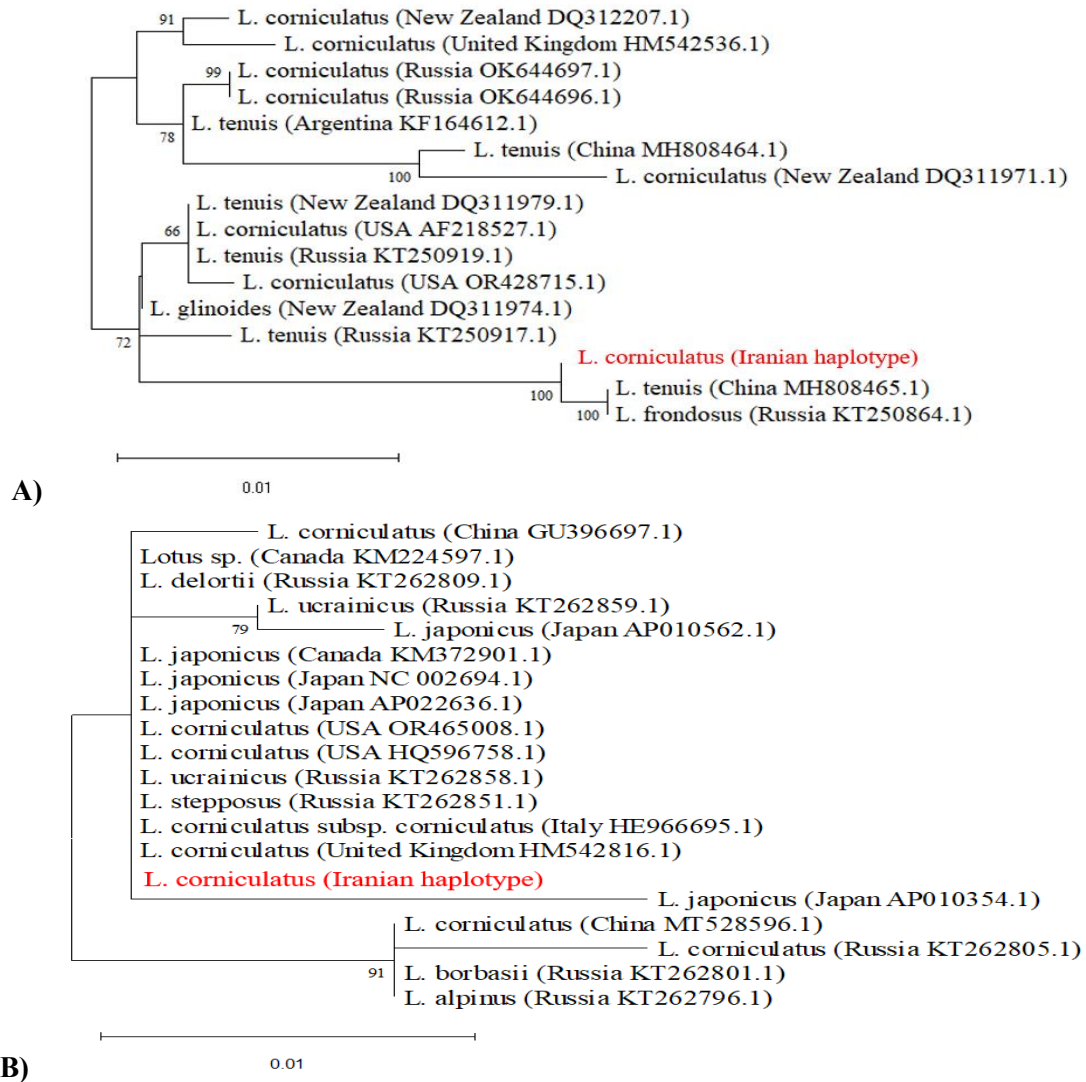 91
L. corniculatus (New Zealand DQ312207.1)
L. corniculatus (United Kingdom HM542536.1)
99
L. corniculatus (Russia OK644697.1)
L. corniculatus (Russia OK644696.1)
78
L. tenuis (Argentina KF164612.1)
L. tenuis (China MH808464.1)
100
L. corniculatus (New Zealand DQ311971.1)
L. tenuis (New Zealand DQ311979.1)
66
L. corniculatus (USA AF218527.1)
L. tenuis (Russia KT250919.1)
L. corniculatus (USA OR428715.1)
L. glinoides (New Zealand DQ311974.1)
72
L. tenuis (Russia KT250917.1)
L. corniculatus (Iranian haplotype)
100
L. tenuis (China MH808465.1)
100
L. frondosus (Russia KT250864.1)
0.01
A)
L. corniculatus (China GU396697.1)
Lotus sp. (Canada KM224597.1)
L. delortii (Russia KT262809.1)
L. ucrainicus (Russia KT262859.1)
79
L. japonicus (Japan AP010562.1)
L. japonicus (Canada KM372901.1)
L. japonicus (Japan NC 002694.1)
L. japonicus (Japan AP022636.1)
L. corniculatus (USA OR465008.1)
L. corniculatus (USA HQ596758.1)
L. ucrainicus (Russia KT262858.1)
L. stepposus (Russia KT262851.1)
L. corniculatus subsp. corniculatus (Italy HE966695.1)
L. corniculatus (United Kingdom HM542816.1)
L. corniculatus (Iranian haplotype)
L. japonicus (Japan AP010354.1)
L. corniculatus (China MT528596.1)
L. corniculatus (Russia KT262805.1)
91
L. borbasii (Russia KT262801.1)
L. alpinus (Russia KT262796.1)
0.01
B)